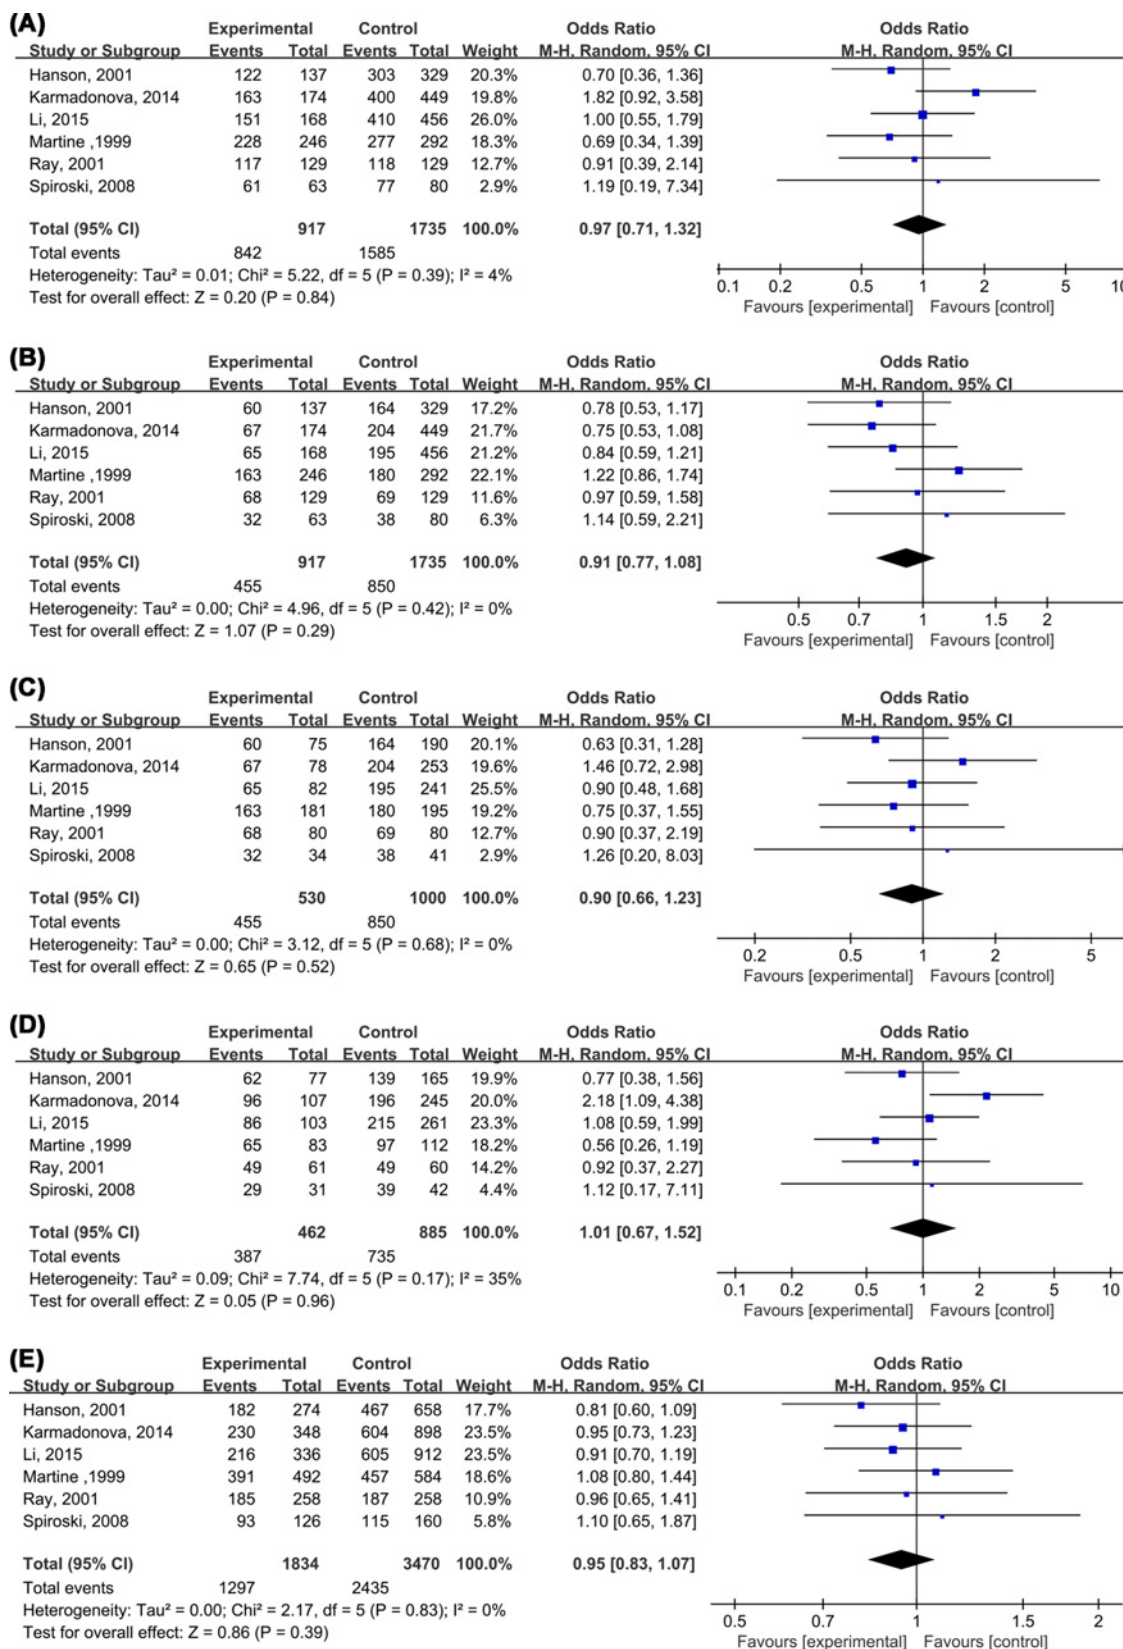 (A)
Experimental Control Odds Ratio Odds Ratio
Study or Subgroup Events Total Events Total Weight M-H, Random, 95% CI M-H, Random, 95% CI
Hanson, 2001 122 137 303 329 20.3% 0.70 [0.36, 1.36]
Karmadonova, 2014 163 174 400 449 19.8% 1.82 [0.92, 3.58]
Li, 2015 151 168 410 456 26.0% 1.00 [0.55, 1.79]
Martine ,1999 228 246 277 292 18.3% 0.69 [0.34, 1.39]
Ray, 2001 117 129 118 129 12.7% 0.91 [0.39, 2.14]
Spiroski, 2008 61 63 77 80 2.9% 1.19 [0.19, 7.34]
Total (95% CI) 917 1735 100.0% 0.97 [0.71, 1.32]
Total events 842 1585
Heterogeneity: Tau² = 0.01; Chi² = 5.22, df = 5 (P = 0.39); I² = 4%
Test for overall effect: Z = 0.20 (P = 0.84)
0.1 0.2 0.5 1 2 5 10
Favours [experimental] Favours [control]
(B)
Experimental Control Odds Ratio Odds Ratio
Study or Subgroup Events Total Events Total Weight M-H, Random, 95% CI M-H, Random, 95% CI
Hanson, 2001 60 137 164 329 17.2% 0.78 [0.53, 1.17]
Karmadonova, 2014 67 174 204 449 21.7% 0.75 [0.53, 1.08]
Li, 2015 65 168 195 456 21.2% 0.84 [0.59, 1.21]
Martine ,1999 163 246 180 292 22.1% 1.22 [0.86, 1.74]
Ray, 2001 68 129 69 129 11.6% 0.97 [0.59, 1.58]
Spiroski, 2008 32 63 38 80 6.3% 1.14 [0.59, 2.21]
Total (95% CI) 917 1735 100.0% 0.91 [0.77, 1.08]
Total events 455 850
Heterogeneity: Tau² = 0.00; Chi² = 4.96, df = 5 (P = 0.42); I² = 0%
Test for overall effect: Z = 1.07 (P = 0.29)
0.5 0.7 1 1.5 2
Favours [experimental] Favours [control]
(C)
Experimental Control Odds Ratio Odds Ratio
Study or Subgroup Events Total Events Total Weight M-H, Random, 95% CI M-H, Random, 95% CI
Hanson, 2001 60 75 164 190 20.1% 0.63 [0.31, 1.28]
Karmadonova, 2014 67 78 204 253 19.6% 1.46 [0.72, 2.98]
Li, 2015 65 82 195 241 25.5% 0.90 [0.48, 1.68]
Martine ,1999 163 181 180 195 19.2% 0.75 [0.37, 1.55]
Ray, 2001 68 80 69 80 12.7% 0.90 [0.37, 2.19]
Spiroski, 2008 32 34 38 41 2.9% 1.26 [0.20, 8.03]
Total (95% CI) 530 1000 100.0% 0.90 [0.66, 1.23]
Total events 455 850
Heterogeneity: Tau² = 0.00; Chi² = 3.12, df = 5 (P = 0.68); I² = 0%
Test for overall effect: Z = 0.65 (P = 0.52)
0.2 0.5 1 2 5
Favours [experimental] Favours [control]
(D)
Experimental Control Odds Ratio Odds Ratio
Study or Subgroup Events Total Events Total Weight M-H, Random, 95% CI M-H, Random, 95% CI
Hanson, 2001 62 77 139 165 19.9% 0.77 [0.38, 1.56]
Karmadonova, 2014 96 107 196 245 20.0% 2.18 [1.09, 4.38]
Li, 2015 86 103 215 261 23.3% 1.08 [0.59, 1.99]
Martine ,1999 65 83 97 112 18.2% 0.56 [0.26, 1.19]
Ray, 2001 49 61 49 60 14.2% 0.92 [0.37, 2.27]
Spiroski, 2008 29 31 39 42 4.4% 1.12 [0.17, 7.11]
Total (95% CI) 462 885 100.0% 1.01 [0.67, 1.52]
Total events 387 735
Heterogeneity: Tau² = 0.09; Chi² = 7.74, df = 5 (P = 0.17); I² = 35%
Test for overall effect: Z = 0.05 (P = 0.96)
0.1 0.2 0.5 1 2 5 10
Favours [experimental] Favours [control]
(E)
Experimental Control Odds Ratio Odds Ratio
Study or Subgroup Events Total Events Total Weight M-H, Random, 95% CI M-H, Random, 95% CI
Hanson, 2001 182 274 467 658 17.7% 0.81 [0.60, 1.09]
Karmadonova, 2014 230 348 604 898 23.5% 0.95 [0.73, 1.23]
Li, 2015 216 336 605 912 23.5% 0.91 [0.70, 1.19]
Martine ,1999 391 492 457 584 18.6% 1.08 [0.80, 1.44]
Ray, 2001 185 258 187 258 10.9% 0.96 [0.65, 1.41]
Spiroski, 2008 93 126 115 160 5.8% 1.10 [0.65, 1.87]
Total (95% CI) 1834 3470 100.0% 0.95 [0.83, 1.07]
Total events 1297 2435
Heterogeneity: Tau² = 0.00; Chi² = 2.17, df = 5 (P = 0.83); I² = 0%
Test for overall effect: Z = 0.86 (P = 0.39)
0.5 0.7 1 1.5 2
Favours [experimental] Favours [control]